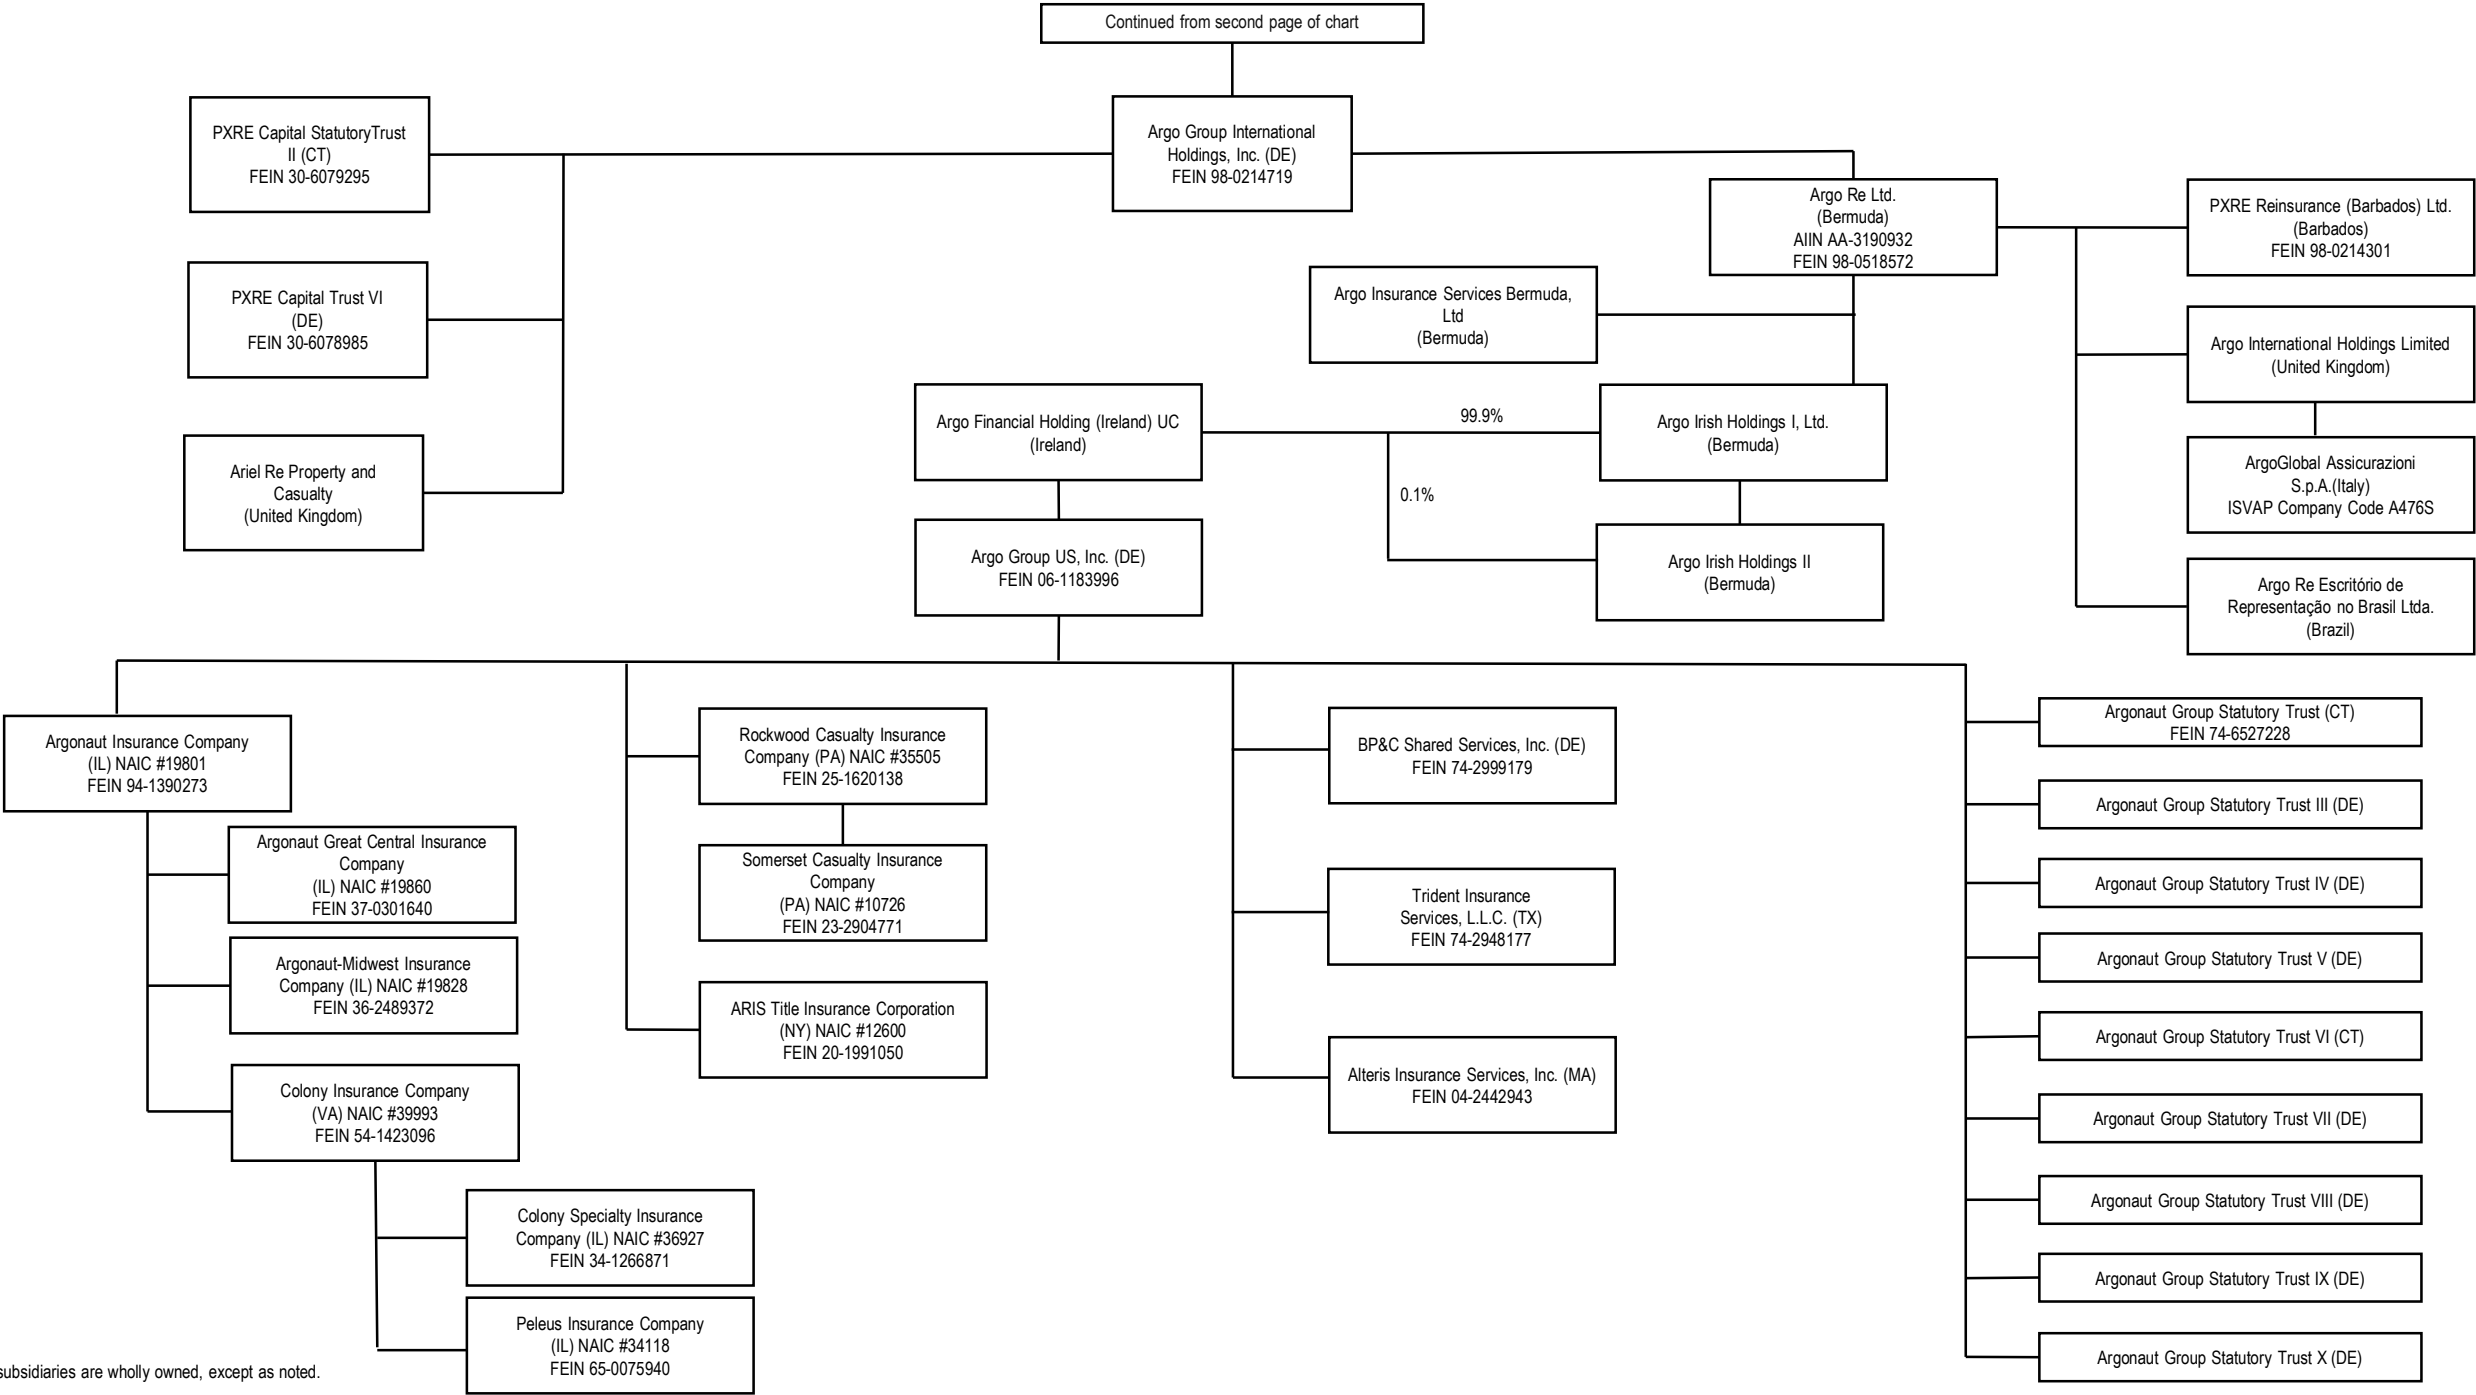 Continued from second page of chart
PXRE Capital StatutoryTrust
II (CT)
FEIN 30-6079295
Argo Group International
Holdings, Inc. (DE)
FEIN 98-0214719
Argo Re Ltd.
(Bermuda)
AIIN AA-3190932
FEIN 98-0518572
PXRE Reinsurance (Barbados) Ltd.
(Barbados)
FEIN 98-0214301
PXRE Capital Trust VI
(DE)
FEIN 30-6078985
Argo Insurance Services Bermuda,
Ltd
(Bermuda)
Argo International Holdings Limited
(United Kingdom)
Argo Financial Holding (Ireland) UC
(Ireland)
99.9%
Argo Irish Holdings I, Ltd.
(Bermuda)
Ariel Re Property and
Casualty
(United Kingdom)
0.1%
ArgoGlobal Assicurazioni
S.p.A.(Italy)
ISVAP Company Code A476S
Argo Group US, Inc. (DE)
FEIN 06-1183996
Argo Irish Holdings II
(Bermuda)
Argo Re Escritório de
Representação no Brasil Ltda.
(Brazil)
Argonaut Insurance Company
(IL) NAIC #19801
FEIN 94-1390273
Argonaut Great Central Insurance
Company
(IL) NAIC #19860
FEIN 37-0301640
Argonaut-Midwest Insurance
Company (IL) NAIC #19828
FEIN 36-2489372
Colony Insurance Company
(VA) NAIC #39993
FEIN 54-1423096
Colony Specialty Insurance
Company (IL) NAIC #36927
FEIN 34-1266871
Peleus Insurance Company
(IL) NAIC #34118
FEIN 65-0075940
Rockwood Casualty Insurance
Company (PA) NAIC #35505
FEIN 25-1620138
Somerset Casualty Insurance
Company
(PA) NAIC #10726
FEIN 23-2904771
ARIS Title Insurance Corporation
(NY) NAIC #12600
FEIN 20-1991050
BP&C Shared Services, Inc. (DE)
FEIN 74-2999179
Trident Insurance
Services, L.L.C. (TX)
FEIN 74-2948177
Alteris Insurance Services, Inc. (MA)
FEIN 04-2442943
Argonaut Group Statutory Trust (CT)
FEIN 74-6527228
Argonaut Group Statutory Trust III (DE)
Argonaut Group Statutory Trust IV (DE)
Argonaut Group Statutory Trust V (DE)
Argonaut Group Statutory Trust VI (CT)
Argonaut Group Statutory Trust VII (DE)
Argonaut Group Statutory Trust VIII (DE)
Argonaut Group Statutory Trust IX (DE)
Argonaut Group Statutory Trust X (DE)
subsidiaries are wholly owned, except as noted.